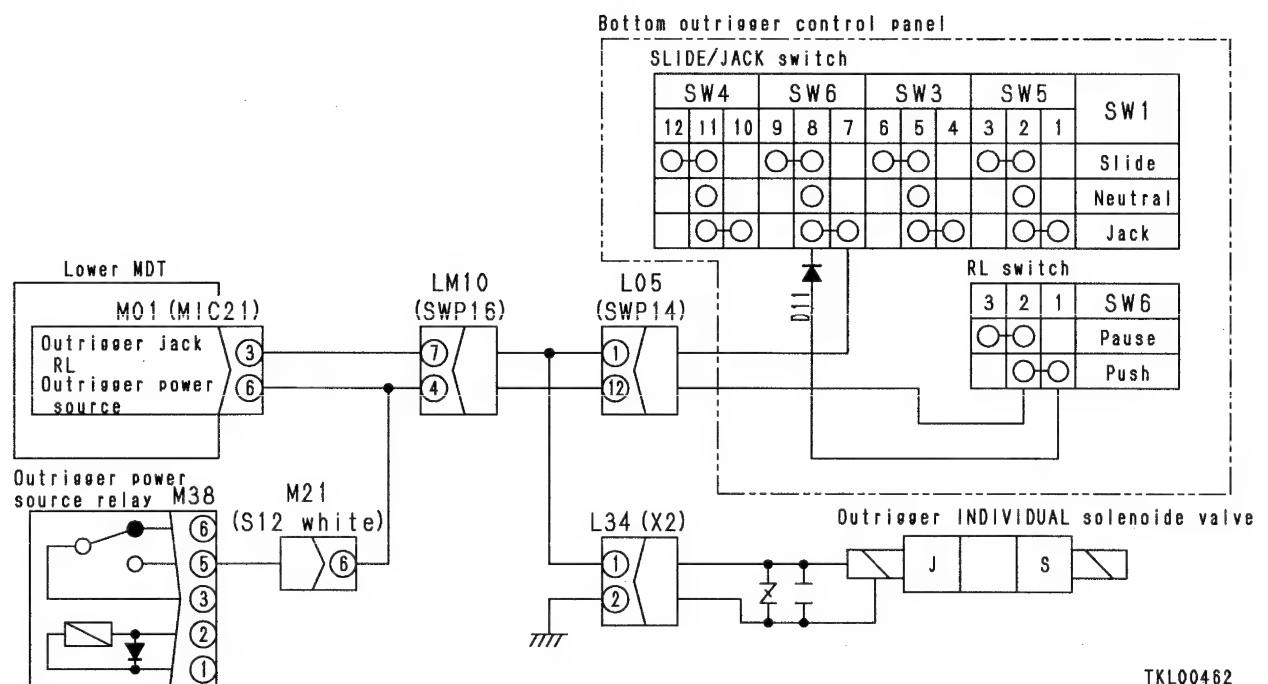 Bottom outrigger control panel
SLIDE/JACK switch
SW4 SW6 SW3 SW5 SW1
12 11 10 9 8 7 6 5 4 3 2 1
Slide
Neutral
Jack
Lower MDT
M01 (MIC21)
Outrigger jack
RL
Outrigger power
source
3
6
LM10
(SWP16)
7
4
L05
(SWP14)
1
12
D11
RL switch
3 2 1 SW6
Pause
Push
Outrigger power
source relay M38
6
5
3
2
1
M21
(S12 white)
6
L34 (X2)
1
2
Outrigger INDIVIDUAL solenoide valve
J S
TKL00462